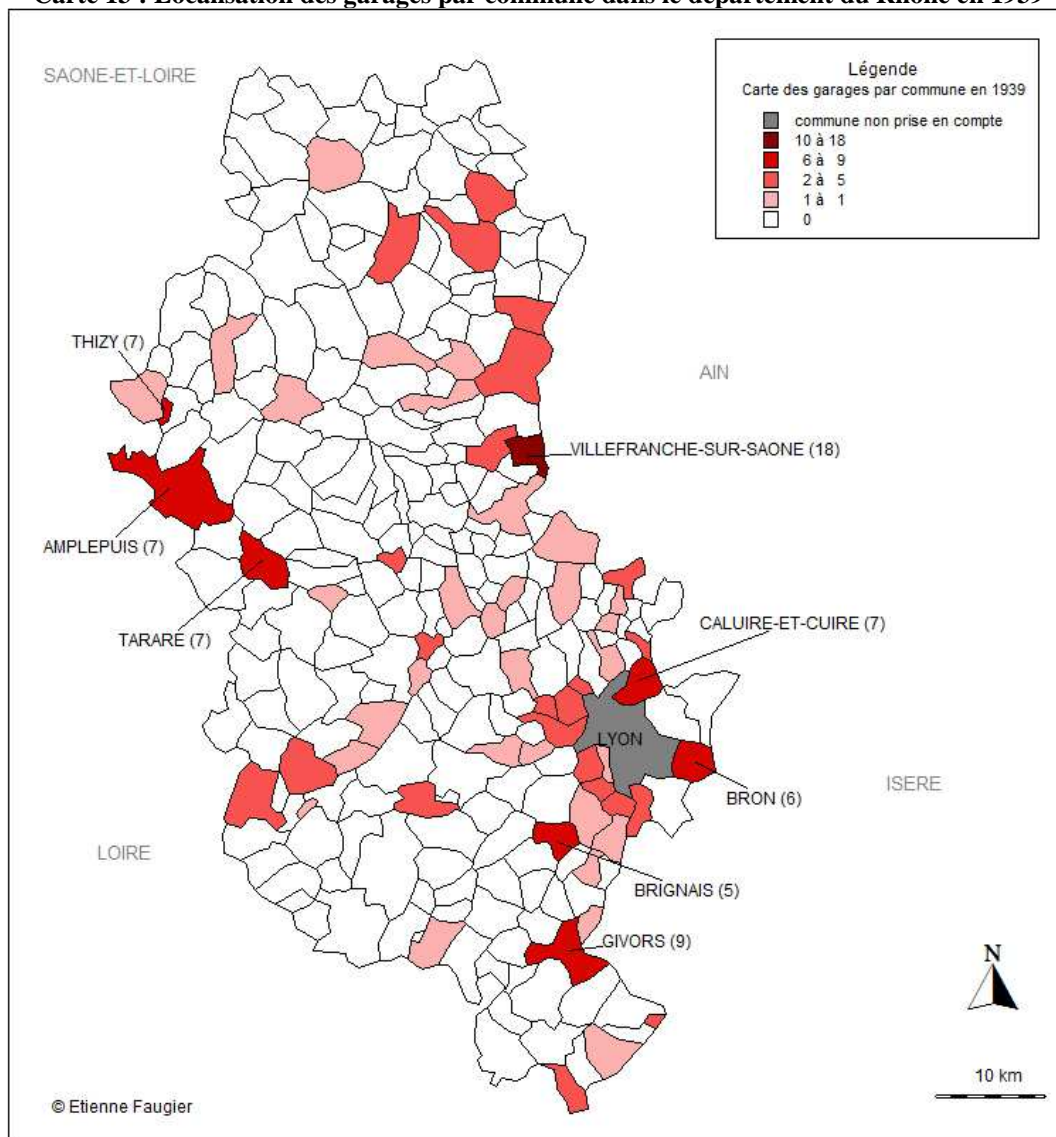 Carte 15 : Localisation des garages par commune dans le département du Rhône en 1939
SAONE-ET-LOIRE
Légende
Carte des garages par commune en 1939
commune non prise en compte
10 à 18
6 à 9
2 à 5
1 à 1
0
THIZY (7)
AIN
VILLEFRANCHE-SUR-SAONE (18)
AMPLEPUIS (7)
TARARE (7)
CALUIRE-ET-CUIRE (7)
LYON
BRON (6)
ISERE
LOIRE
BRIGNAIS (5)
GIVORS (9)
N
10 km
© Etienne Faugier